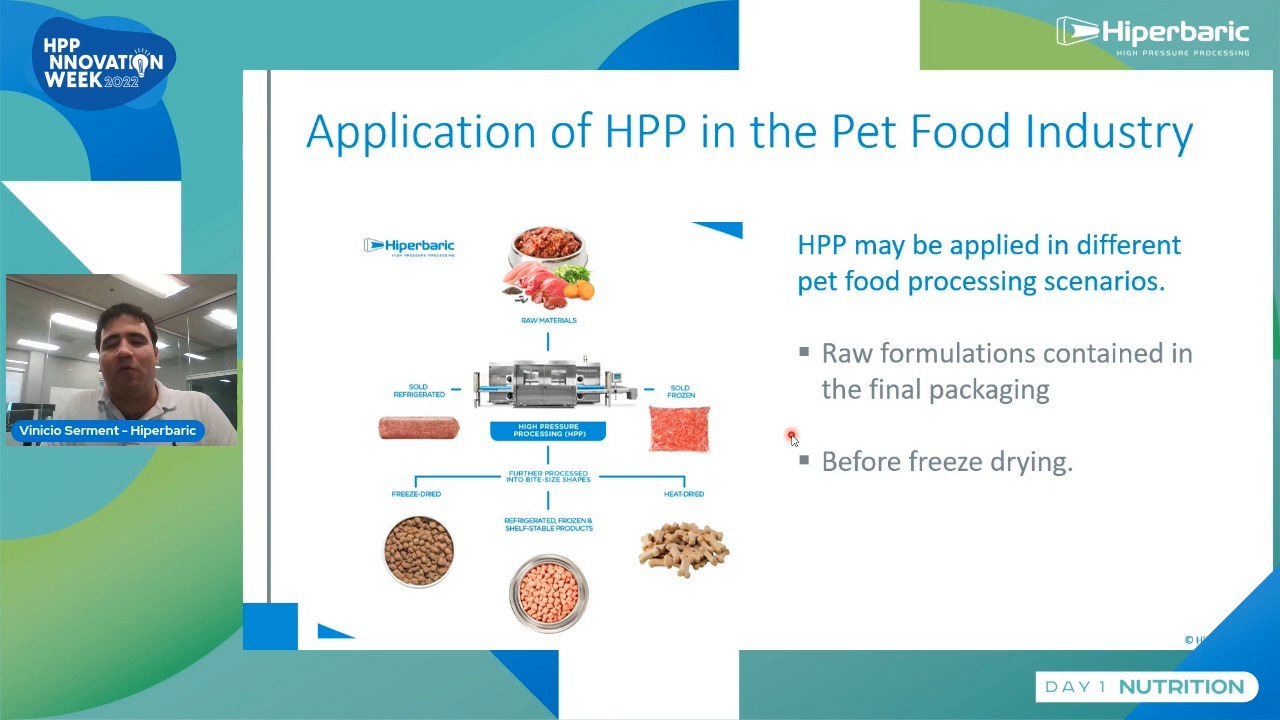 HPP
INNOVATION
WEEK 2022
Hiperbaric
HIGH PRESSURE PROCESSING
Application of HPP in the Pet Food Industry
Hiperbaric
HIGH PRESSURE PROCESSING
RAW MATERIALS
SOLD
REFRIGERATED
SOLD
FROZEN
HIGH PRESSURE
PROCESSING (HPP)
FURTHER PROCESSED
INTO BITE-SIZE SHAPES
FREEZE-DRIED
HEAT-DRIED
REFRIGERATED, FROZEN &
SHELF-STABLE PRODUCTS
HPP may be applied in different
pet food processing scenarios.
▪ Raw formulations contained in
the final packaging
▪ Before freeze drying.
Vinicio Serment - Hiperbaric
©
DAY 1 NUTRITION